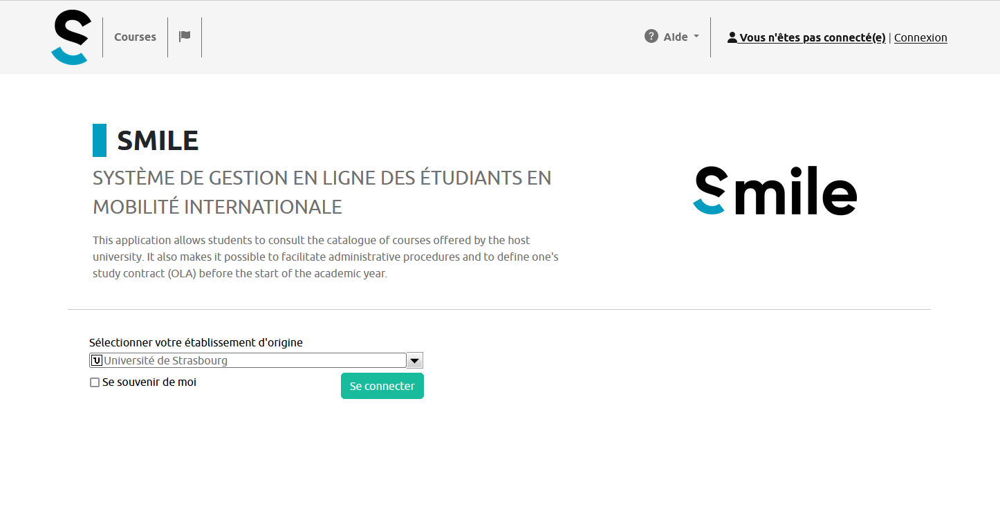 Courses
Aide
Vous n'êtes pas connecté(e) | Connexion
SMILE
SYSTÈME DE GESTION EN LIGNE DES ÉTUDIANTS EN
MOBILITÉ INTERNATIONALE
Smile
This application allows students to consult the catalogue of courses offered by the host
university. It also makes it possible to facilitate administrative procedures and to define one's
study contract (OLA) before the start of the academic year.
Sélectionner votre établissement d'origine
Université de Strasbourg
Se souvenir de moi
Se connecter